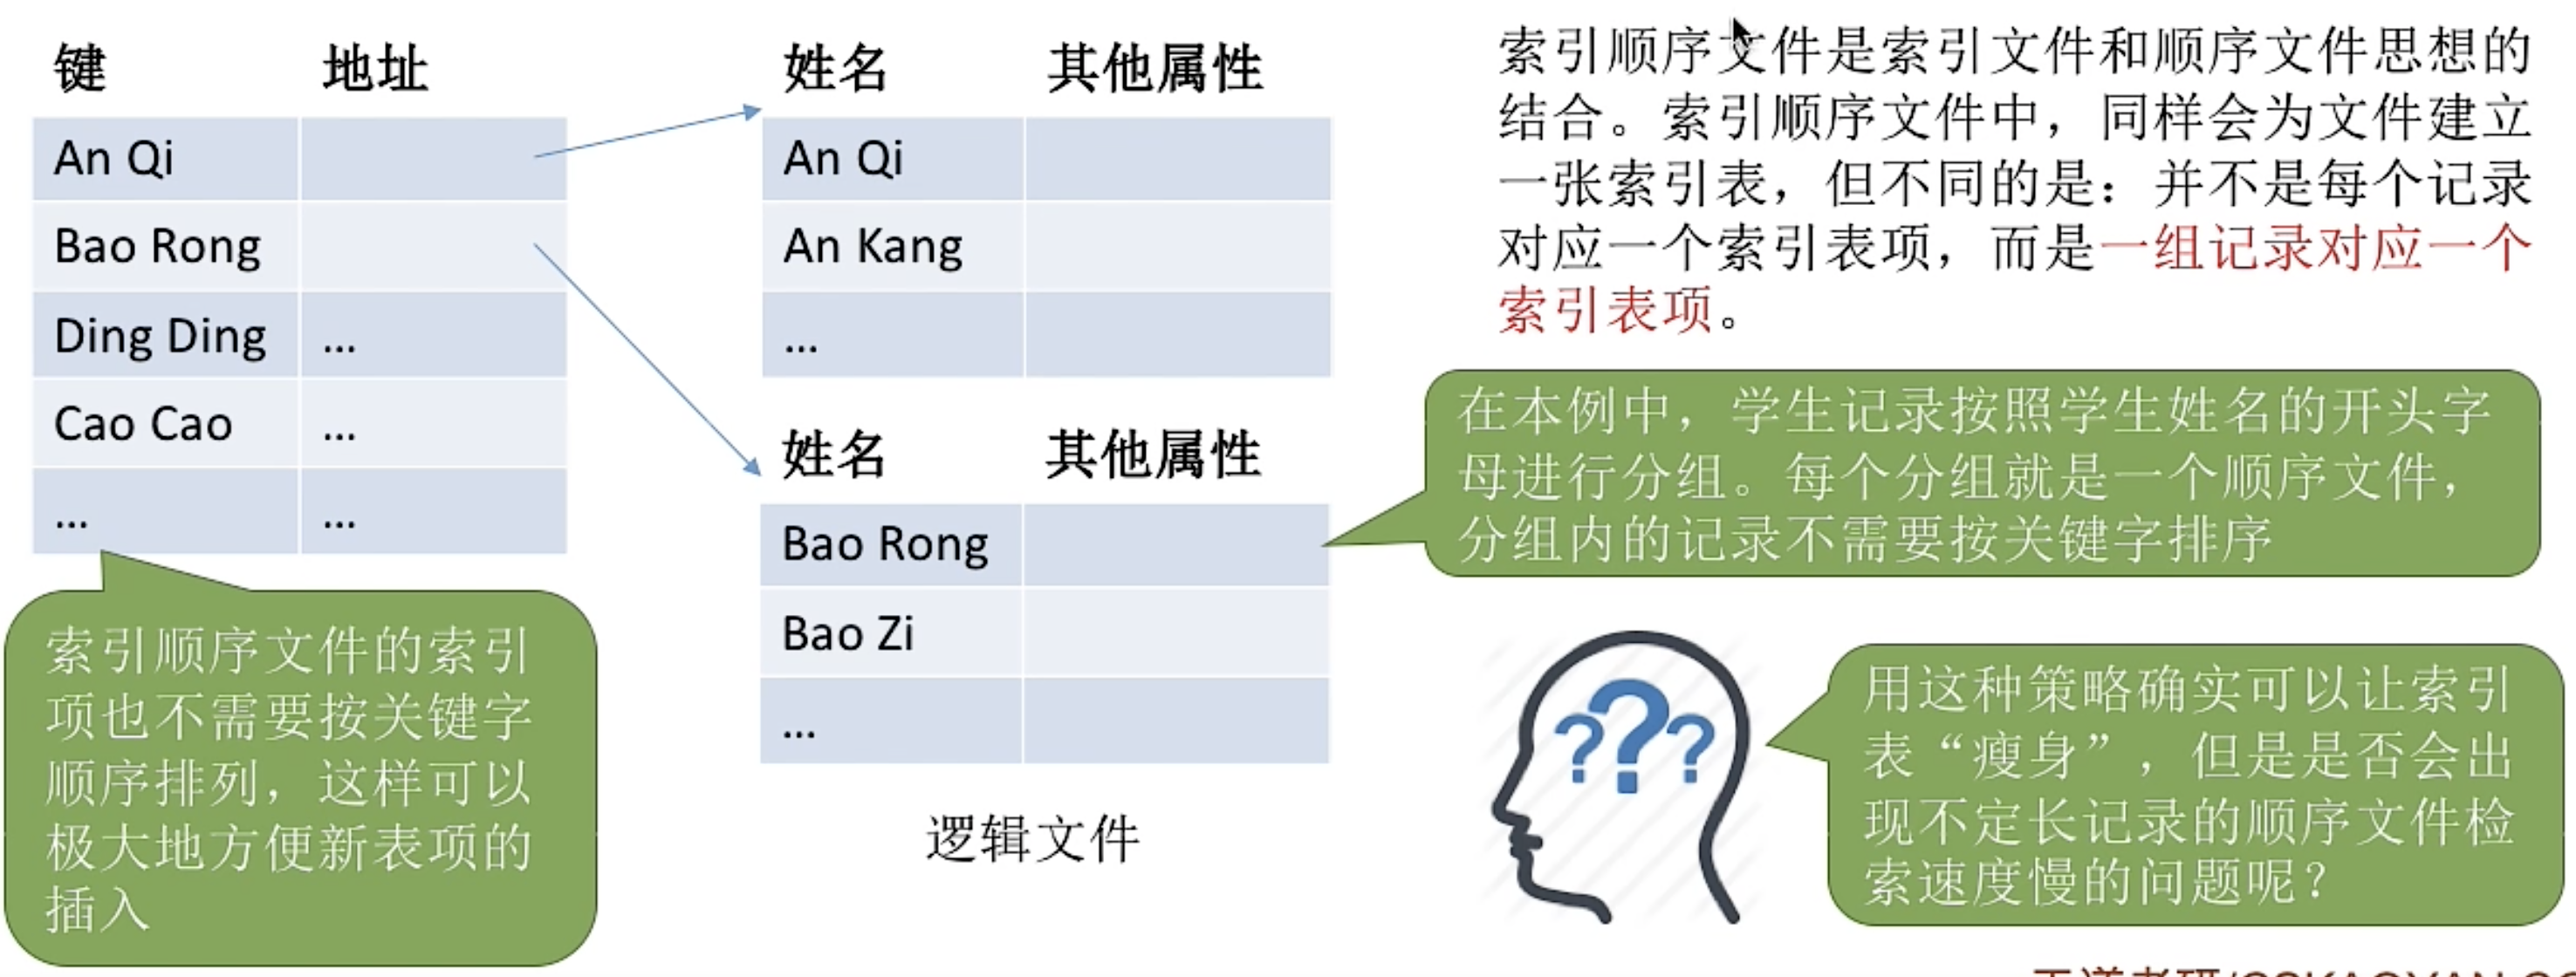 键 地址
An Qi
Bao Rong
Ding Ding ...
Cao Cao ...
... ...
索引顺序文件的索引
项也不需要按关键字
顺序排列，这样可以
极大地方便新表项的
插入
姓名 其他属性
An Qi
An Kang
...
姓名 其他属性
Bao Rong
Bao Zi
...
逻辑文件
索引顺序文件是索引文件和顺序文件思想的
结合。索引顺序文件中，同样会为文件建立
一张索引表，但不同的是：并不是每个记录
对应一个索引表项，而是一组记录对应一个
索引表项。
在本例中，学生记录按照学生姓名的开头字
母进行分组。每个分组就是一个顺序文件，
分组内的记录不需要按关键字排序
???
用这种策略确实可以让索引
表“瘦身”，但是是否会出
现不定长记录的顺序文件检
索速度慢的问题呢？